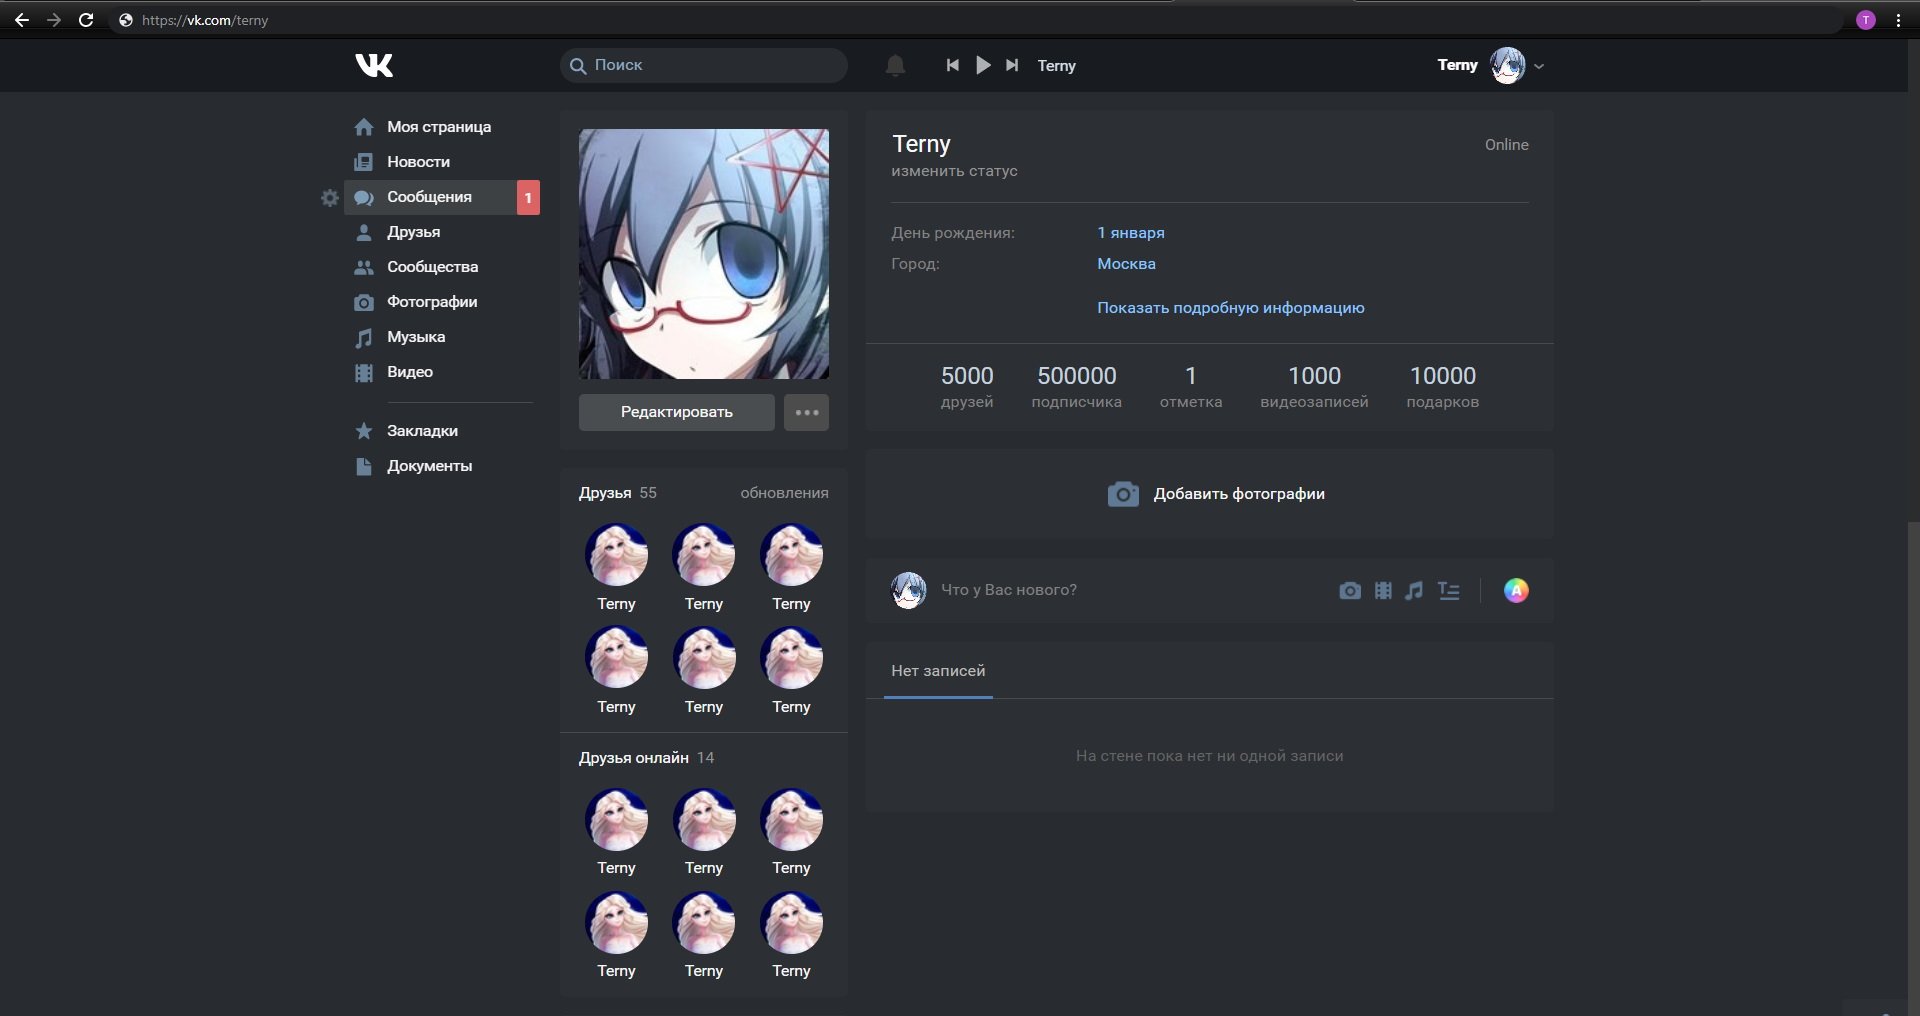 https://vk.com/terny
T
VK
Поиск
Terny
Terny
Моя страница
Новости
Сообщения 1
Друзья
Сообщества
Фотографии
Музыка
Видео
Закладки
Документы
Редактировать
Друзья 55 обновления
Terny Terny Terny
Terny Terny Terny
Друзья онлайн 14
Terny Terny Terny
Terny Terny Terny
Terny Online
изменить статус
День рождения: 1 января
Город: Москва
Показать подробную информацию
5000 500000 1 1000 10000
друзей подписчика отметка видеозаписей подарков
Добавить фотографии
Что у Вас нового? T A
Нет записей
На стене пока нет ни одной записи